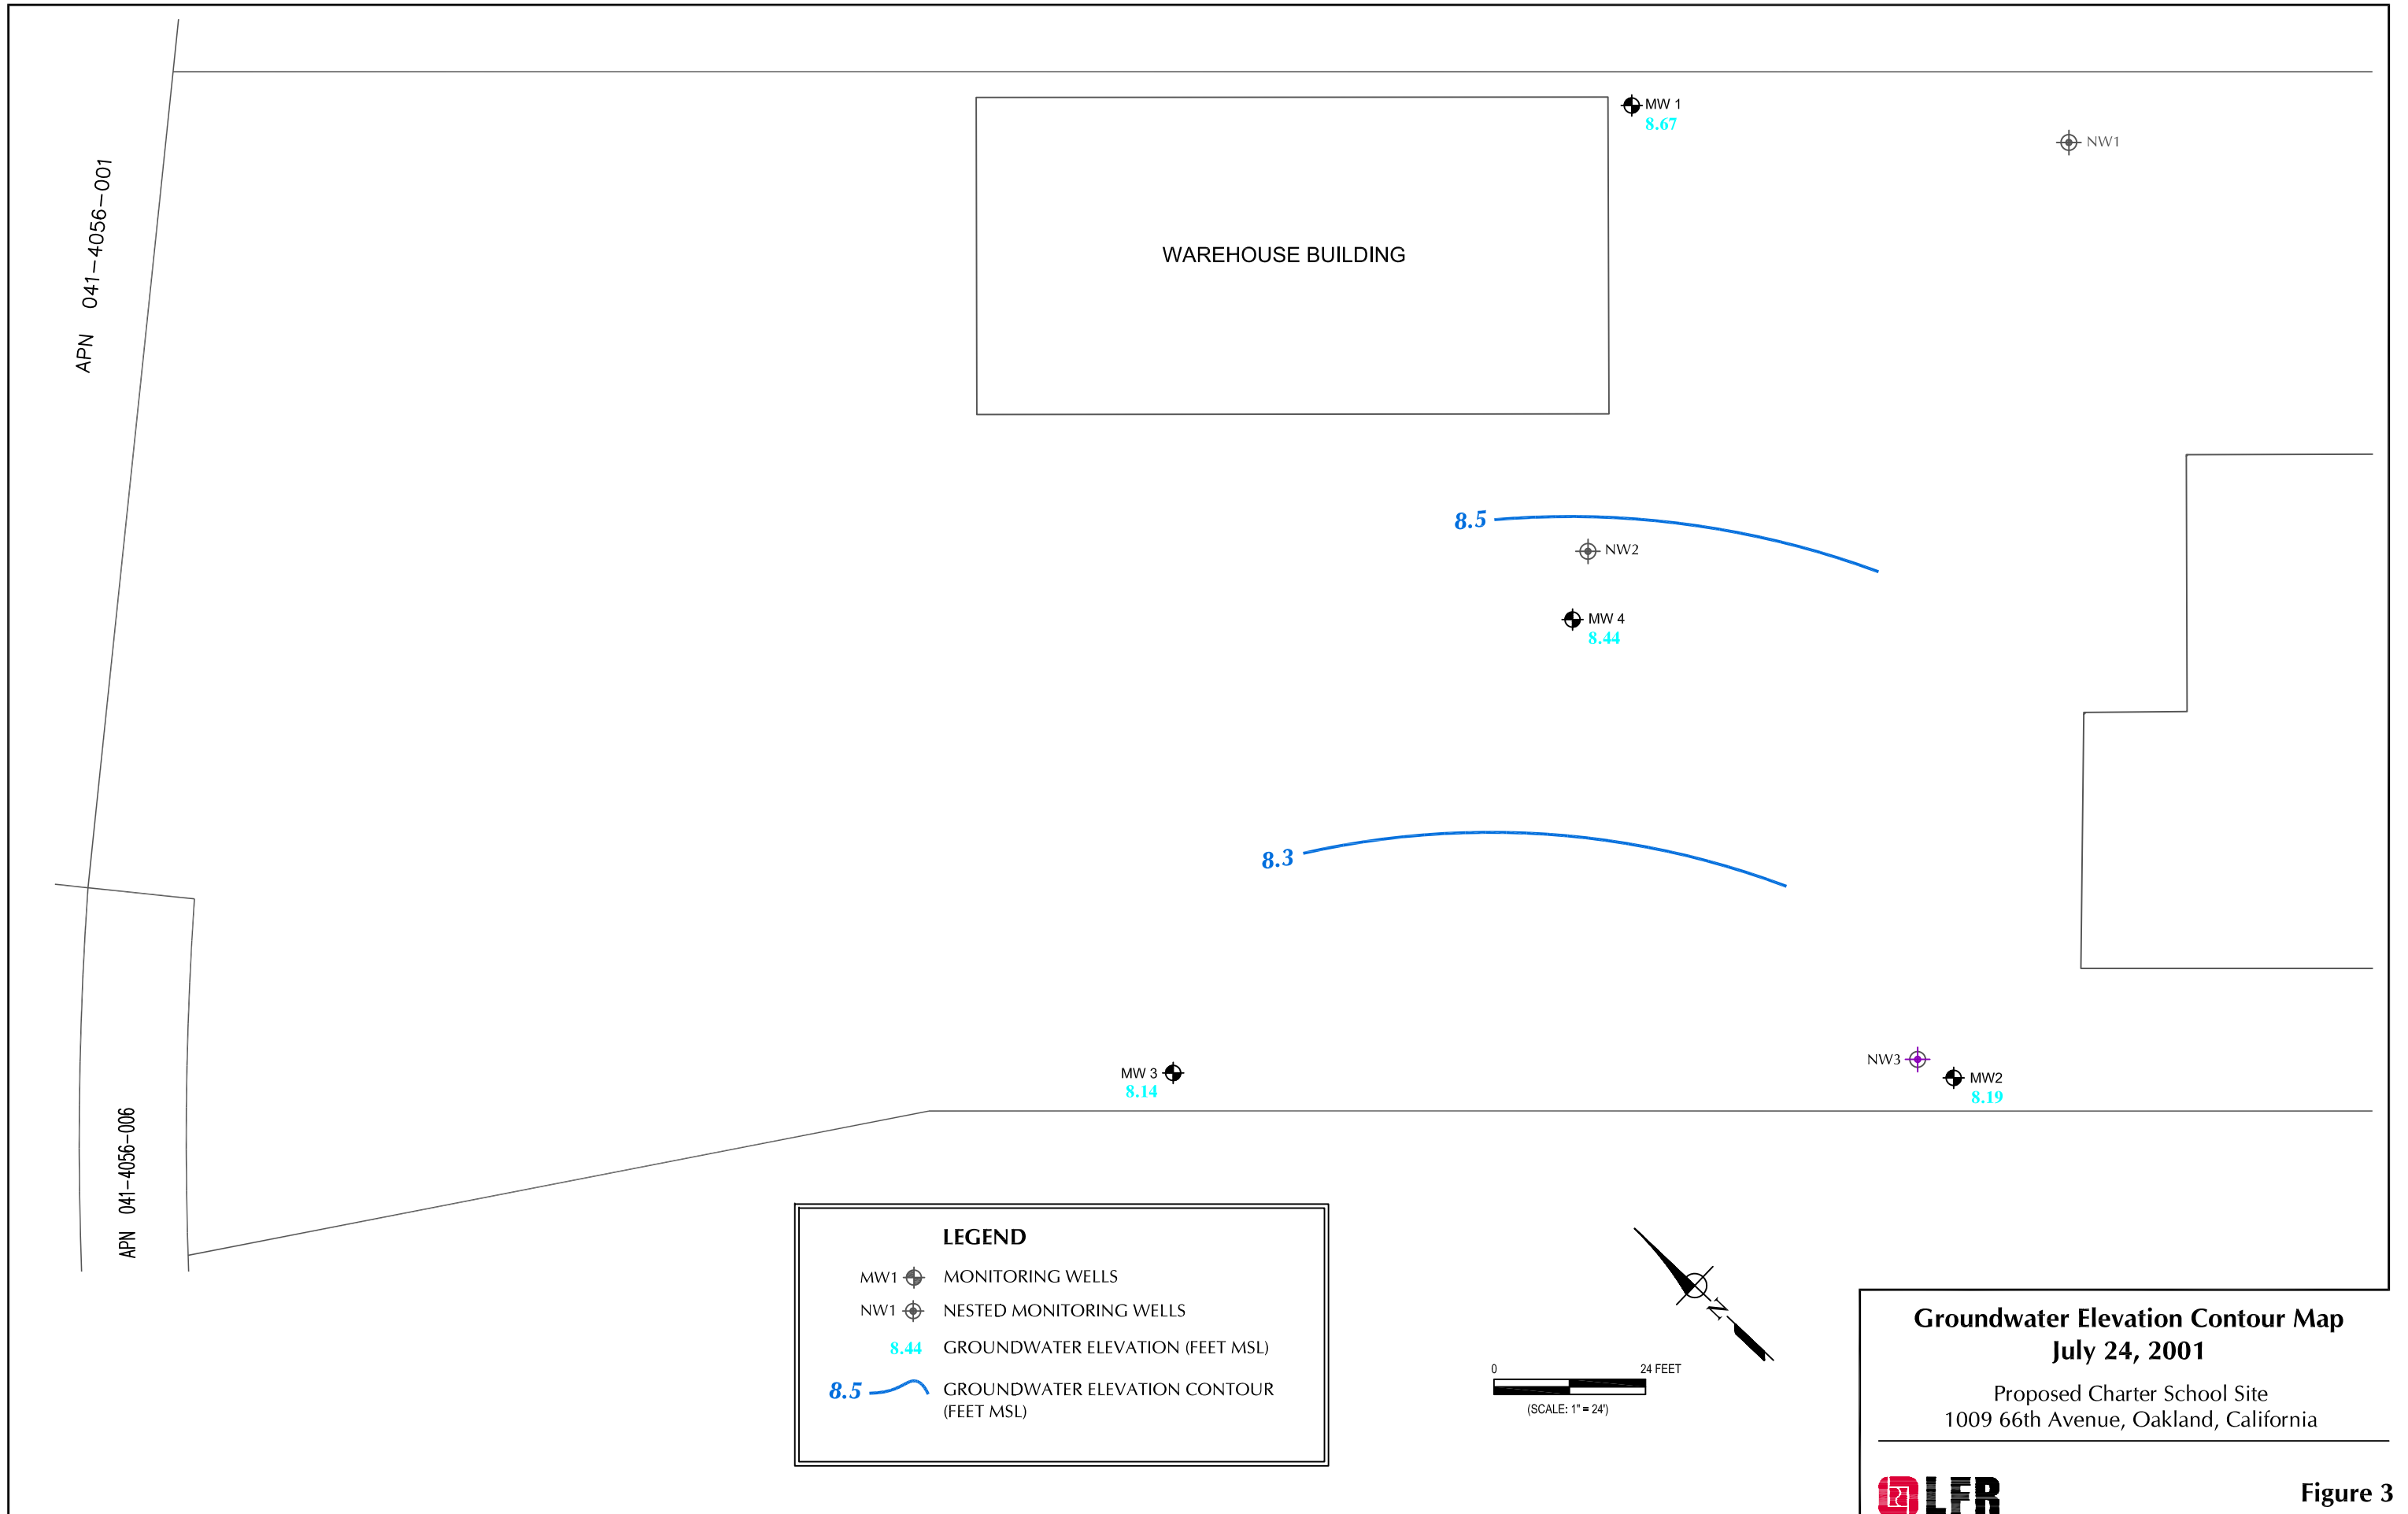 MW 1
8.67
NW1
APN 041-4056-001
WAREHOUSE BUILDING
8.5
NW2
MW 4
8.44
8.3
NW3
MW 3
8.14
MW2
8.19
APN 041-4056-006
LEGEND
MW1 MONITORING WELLS
NW1 NESTED MONITORING WELLS
8.44 GROUNDWATER ELEVATION (FEET MSL)
8.5 GROUNDWATER ELEVATION CONTOUR
(FEET MSL)
N
0 24 FEET
(SCALE: 1" = 24')
Groundwater Elevation Contour Map
July 24, 2001
Proposed Charter School Site
1009 66th Avenue, Oakland, California
LFR
Figure 3